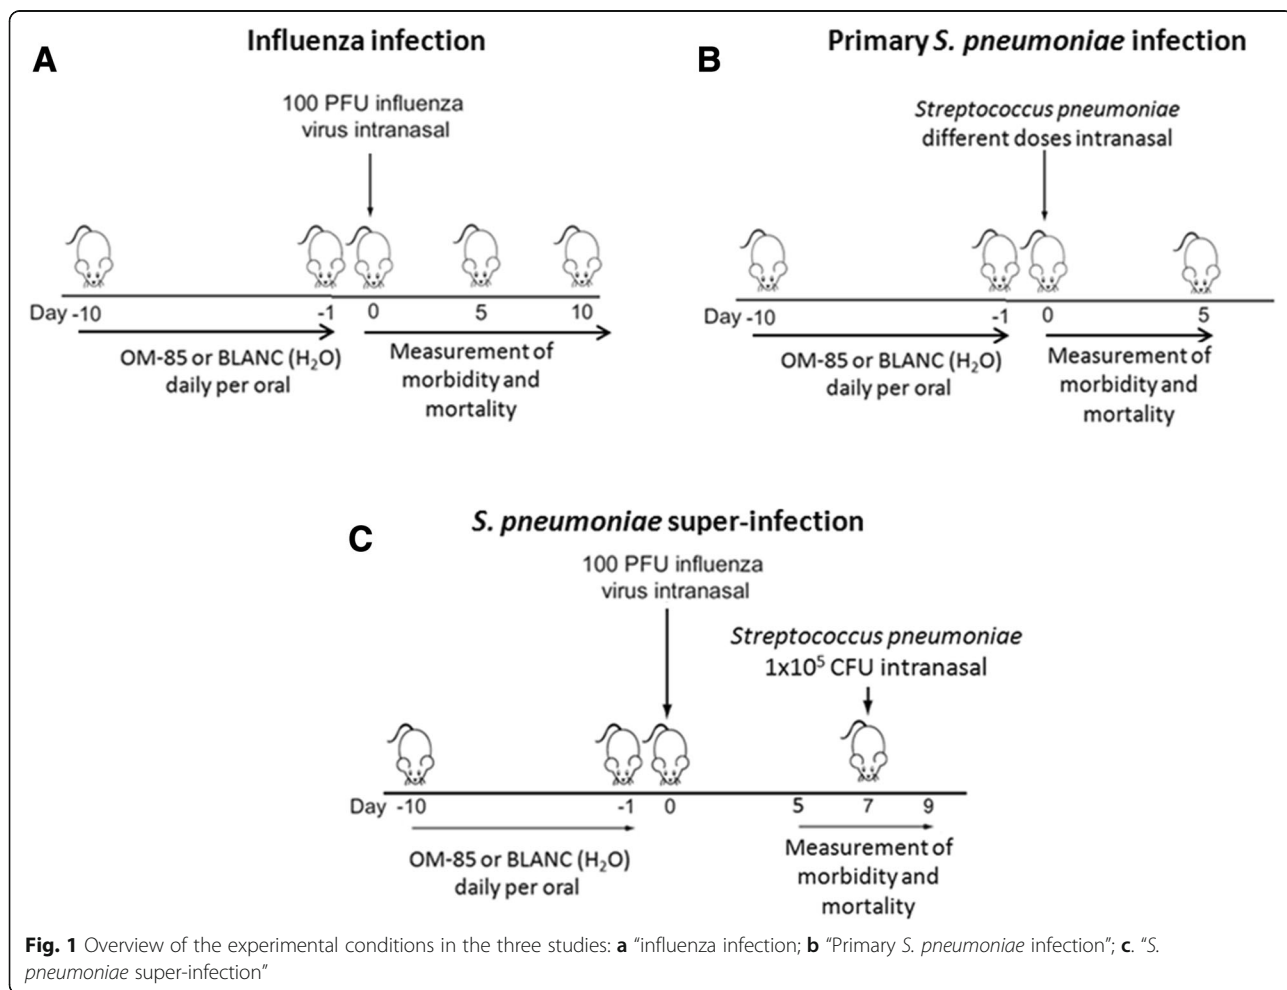 A
Influenza infection
100 PFU influenza
virus intranasal
Day -10 -1 0 5 10
OM-85 or BLANC (H₂O)
daily per oral
Measurement of
morbidity and
mortality
B
Primary S. pneumoniae infection
Streptococcus pneumoniae
different doses intranasal
Day -10 -1 0 5
OM-85 or BLANC (H₂O)
daily per oral
Measurement of
morbidity and
mortality
C
S. pneumoniae super-infection
100 PFU influenza
virus intranasal
Streptococcus pneumoniae
1x10⁵ CFU intranasal
Day -10 -1 0 5 7 9
OM-85 or BLANC (H₂O)
daily per oral
Measurement of
morbidity and
mortality
Fig. 1 Overview of the experimental conditions in the three studies: a “influenza infection; b “Primary S. pneumoniae infection”; c. “S.
pneumoniae super-infection”